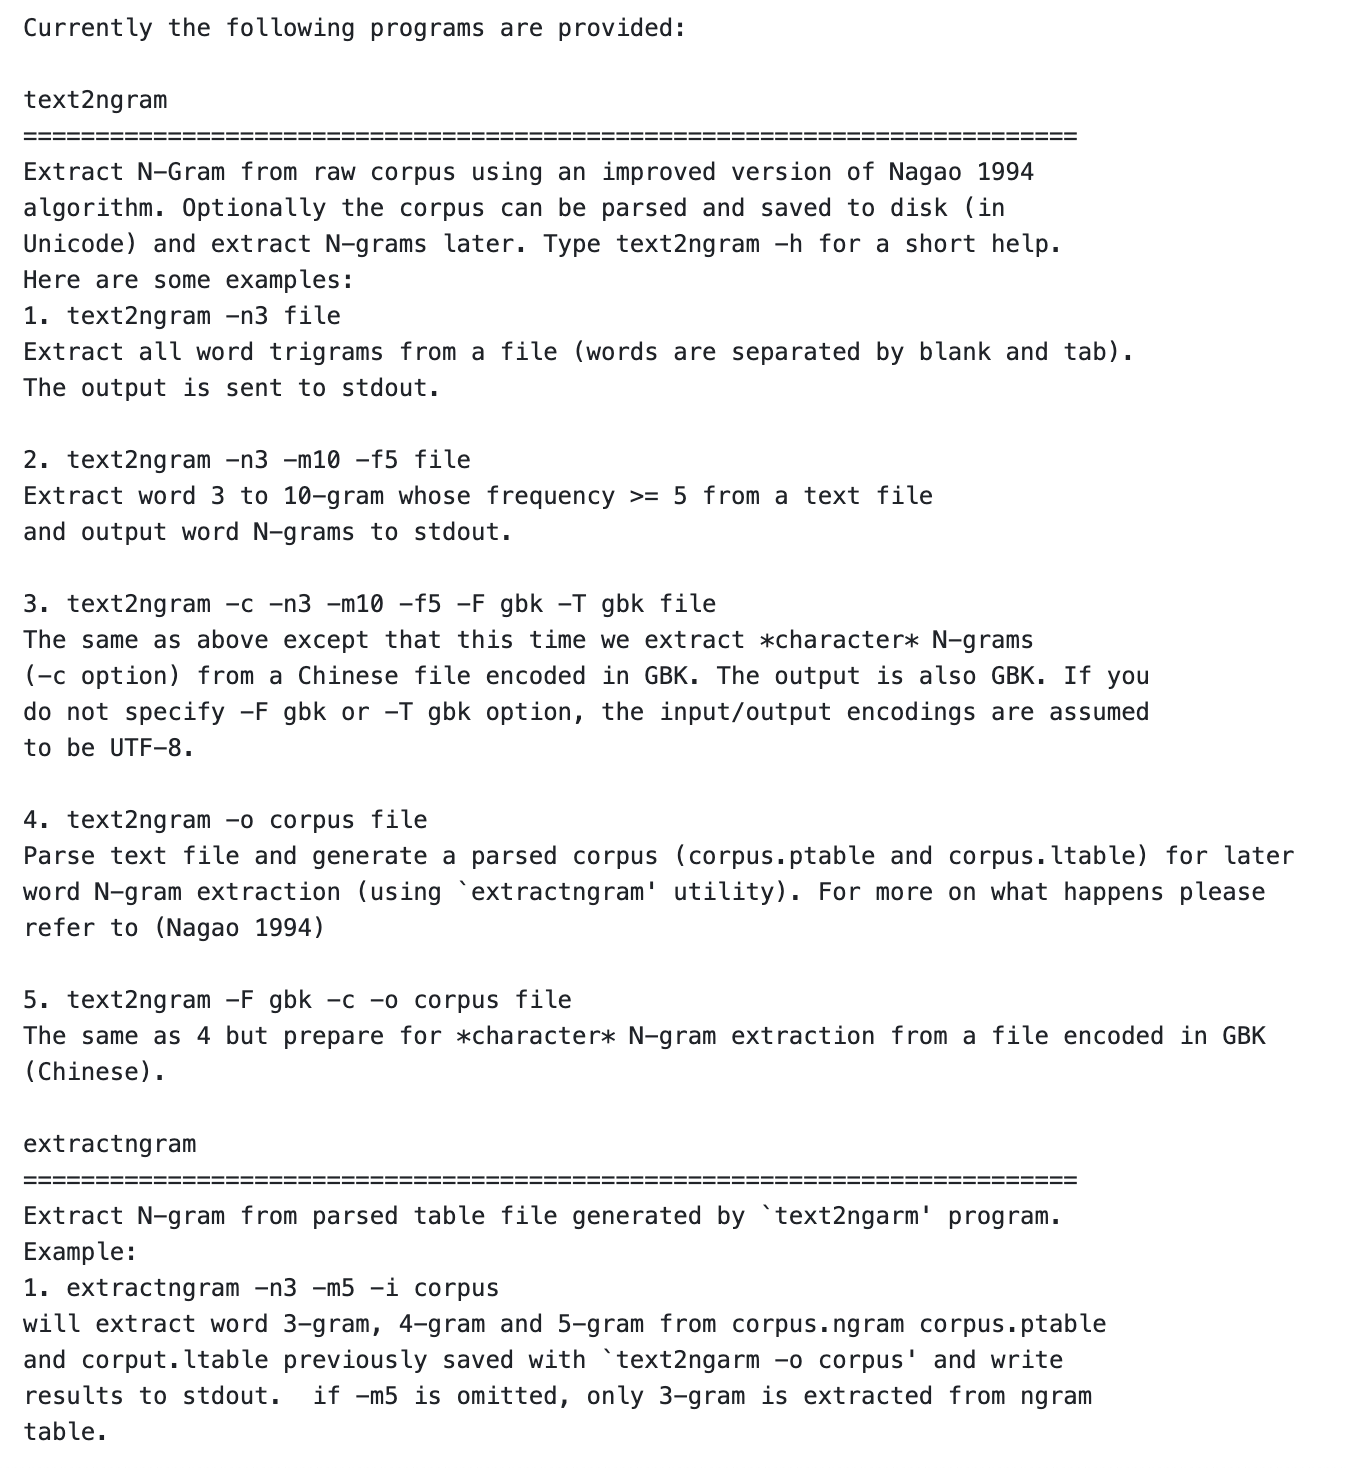 Currently the following programs are provided:

text2ngram
=========================================================================
Extract N-Gram from raw corpus using an improved version of Nagao 1994
algorithm. Optionally the corpus can be parsed and saved to disk (in
Unicode) and extract N-grams later. Type text2ngram -h for a short help.
Here are some examples:
1. text2ngram -n3 file
Extract all word trigrams from a file (words are separated by blank and tab).
The output is sent to stdout.

2. text2ngram -n3 -m10 -f5 file
Extract word 3 to 10-gram whose frequency >= 5 from a text file
and output word N-grams to stdout.

3. text2ngram -c -n3 -m10 -f5 -F gbk -T gbk file
The same as above except that this time we extract *character* N-grams
(-c option) from a Chinese file encoded in GBK. The output is also GBK. If you
do not specify -F gbk or -T gbk option, the input/output encodings are assumed
to be UTF-8.

4. text2ngram -o corpus file
Parse text file and generate a parsed corpus (corpus.ptable and corpus.ltable) for later
word N-gram extraction (using `extractngram' utility). For more on what happens please
refer to (Nagao 1994)

5. text2ngram -F gbk -c -o corpus file
The same as 4 but prepare for *character* N-gram extraction from a file encoded in GBK
(Chinese).

extractngram
=========================================================================
Extract N-gram from parsed table file generated by `text2ngarm' program.
Example:
1. extractngram -n3 -m5 -i corpus
will extract word 3-gram, 4-gram and 5-gram from corpus.ngram corpus.ptable
and corput.ltable previously saved with `text2ngarm -o corpus' and write
results to stdout.  if -m5 is omitted, only 3-gram is extracted from ngram
table.